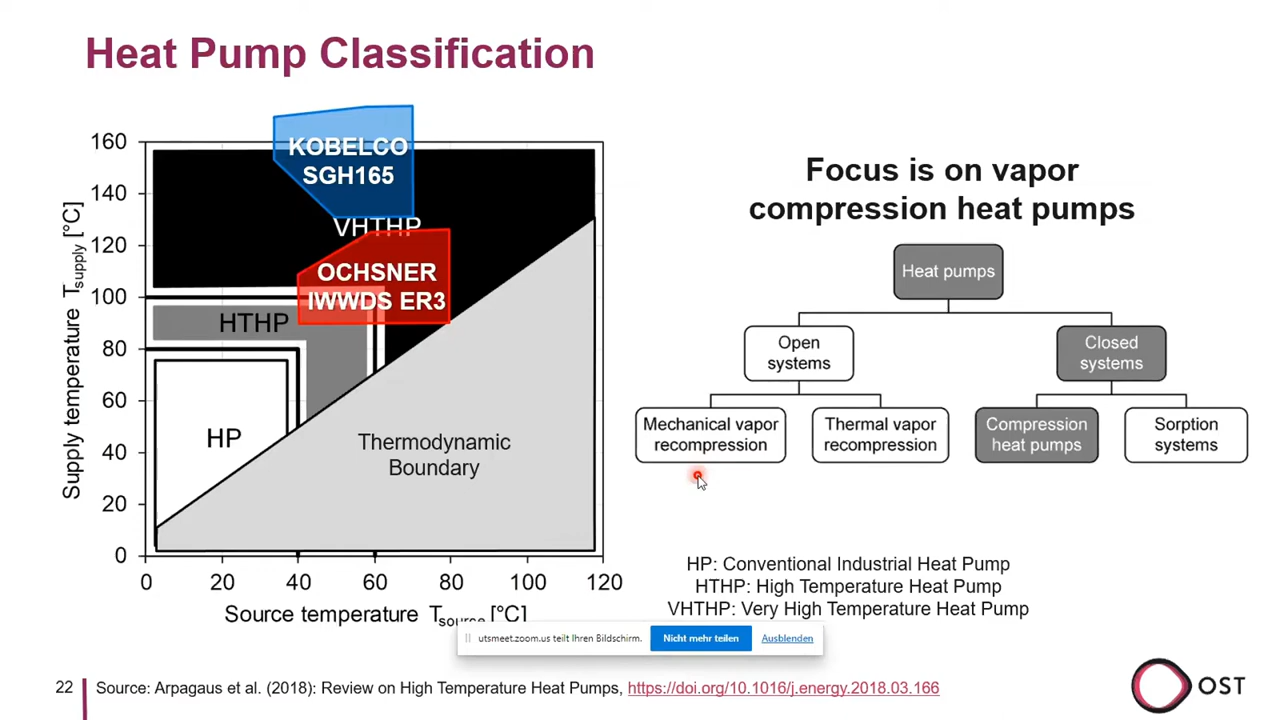 Heat Pump Classification
KOBELCO
SGH165
VHTHP
OCHSNER
IWWDS ER3
HTHP
HP
Thermodynamic
Boundary
160
140
120
100
80
60
40
20
0
0 20 40 60 80 100 120
Supply temperature Tsupply [°C]
Source temperature Tsource [°C]
Focus is on vapor
compression heat pumps
Heat pumps
Open
systems
Closed
systems
Mechanical vapor
recompression
Thermal vapor
recompression
Compression
heat pumps
Sorption
systems
HP: Conventional Industrial Heat Pump
HTHP: High Temperature Heat Pump
VHTHP: Very High Temperature Heat Pump
utsmeet.zoom.us teilt Ihren Bildschirm. Nicht mehr teilen Ausblenden
22 Source: Arpagaus et al. (2018): Review on High Temperature Heat Pumps, https://doi.org/10.1016/j.energy.2018.03.166
OST